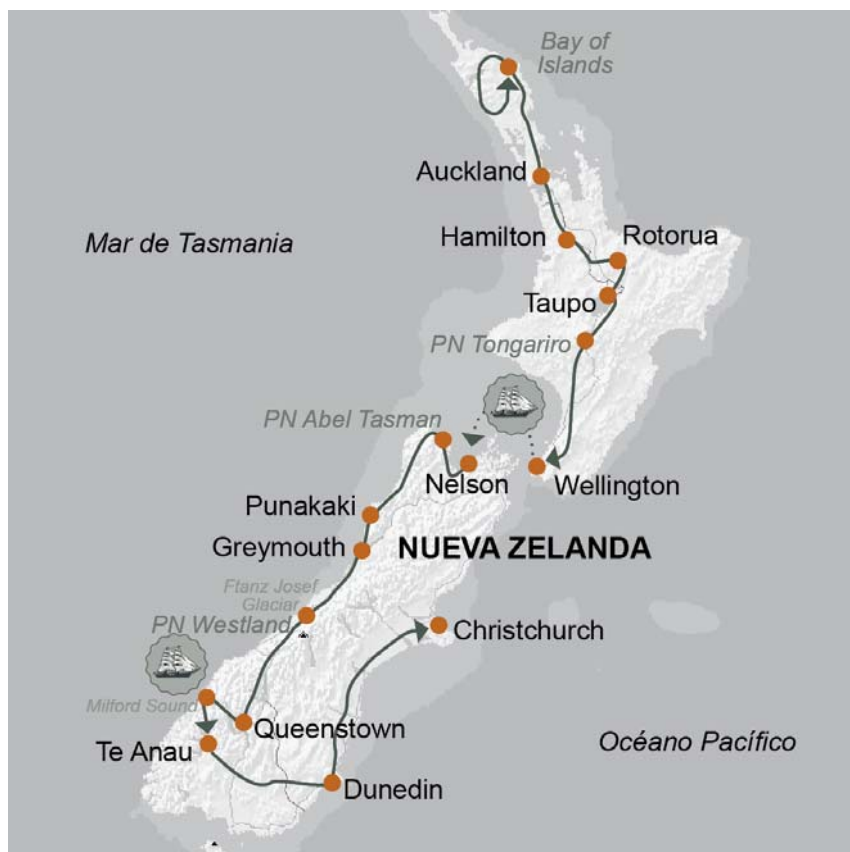 Bay of
Islands
Auckland
Hamilton
Rotorua
Mar de Tasmania
Taupo
PN Tongariro
PN Abel Tasman
Nelson
Wellington
Punakaki
Greymouth
NUEVA ZELANDA
Ftanz Josef
Glaciar
PN Westland
Christchurch
Milford Sound
Queenstown
Te Anau
Océano Pacífico
Dunedin